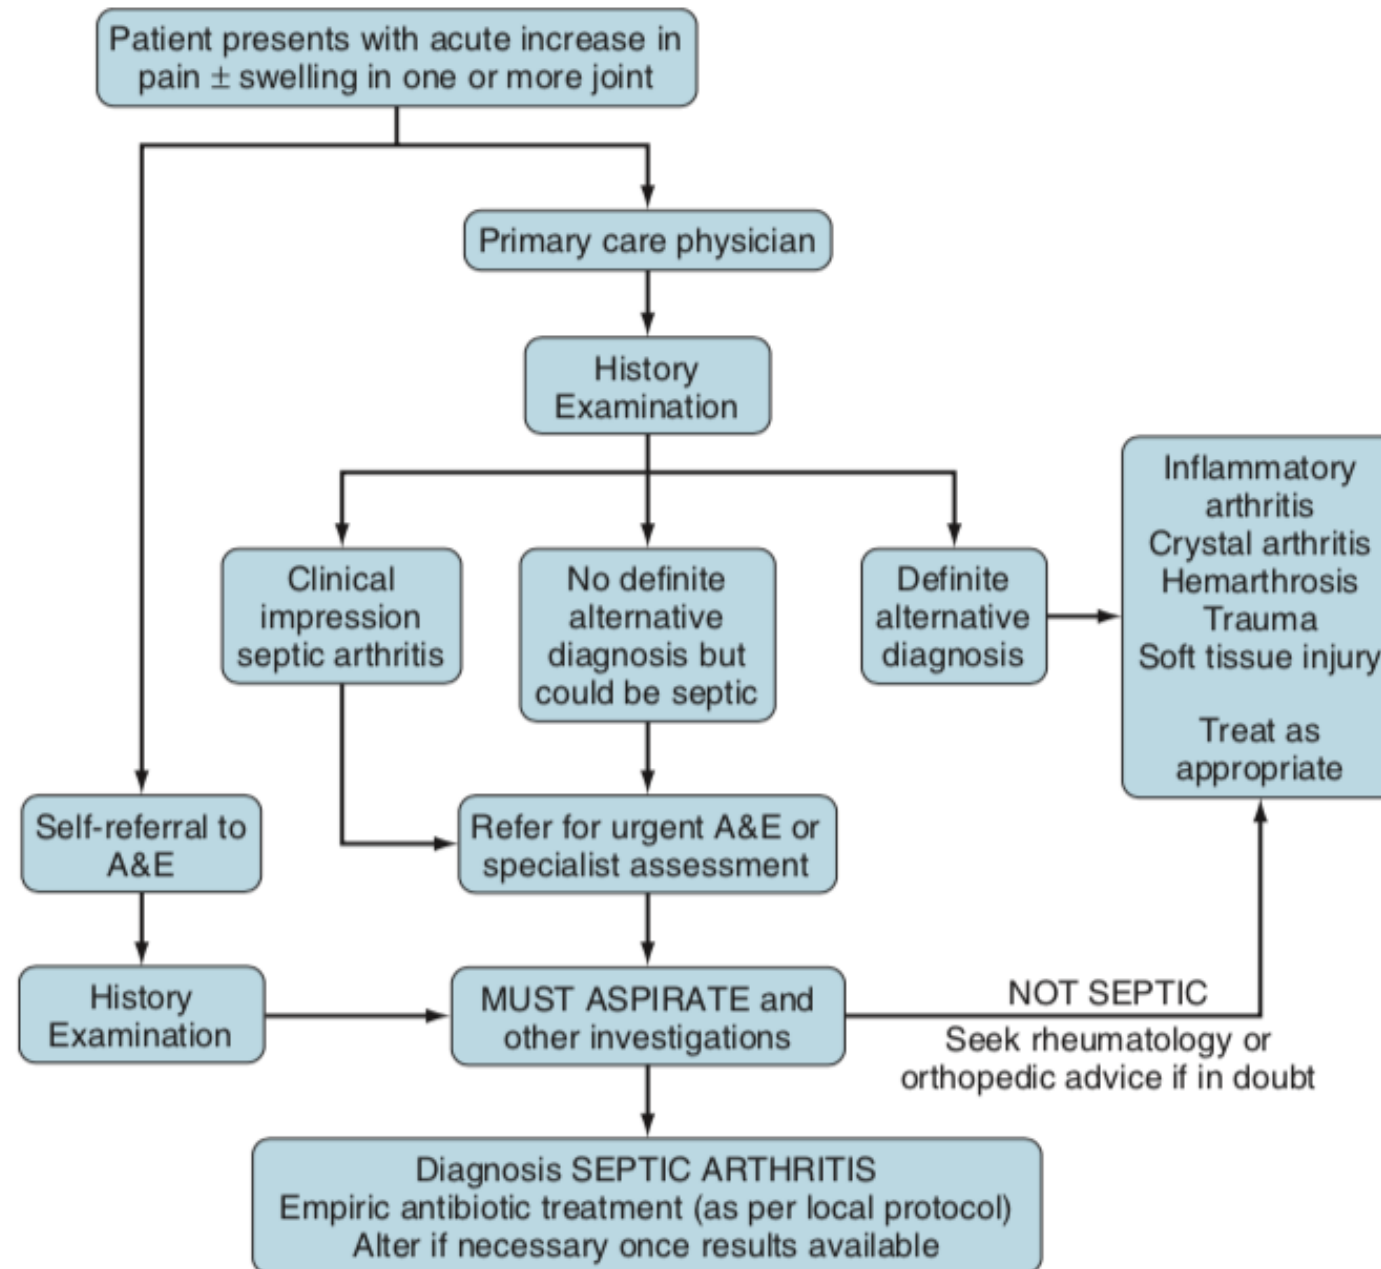 Patient presents with acute increase in
pain ± swelling in one or more joint
Primary care physician
History
Examination
Clinical
impression
septic arthritis
No definite
alternative
diagnosis but
could be septic
Definite
alternative
diagnosis
Inflammatory
arthritis
Crystal arthritis
Hemarthrosis
Trauma
Soft tissue injury
Treat as
appropriate
Self-referral to
A&E
Refer for urgent A&E or
specialist assessment
History
Examination
MUST ASPIRATE and
other investigations
NOT SEPTIC
Seek rheumatology or
orthopedic advice if in doubt
Diagnosis SEPTIC ARTHRITIS
Empiric antibiotic treatment (as per local protocol)
Alter if necessary once results available